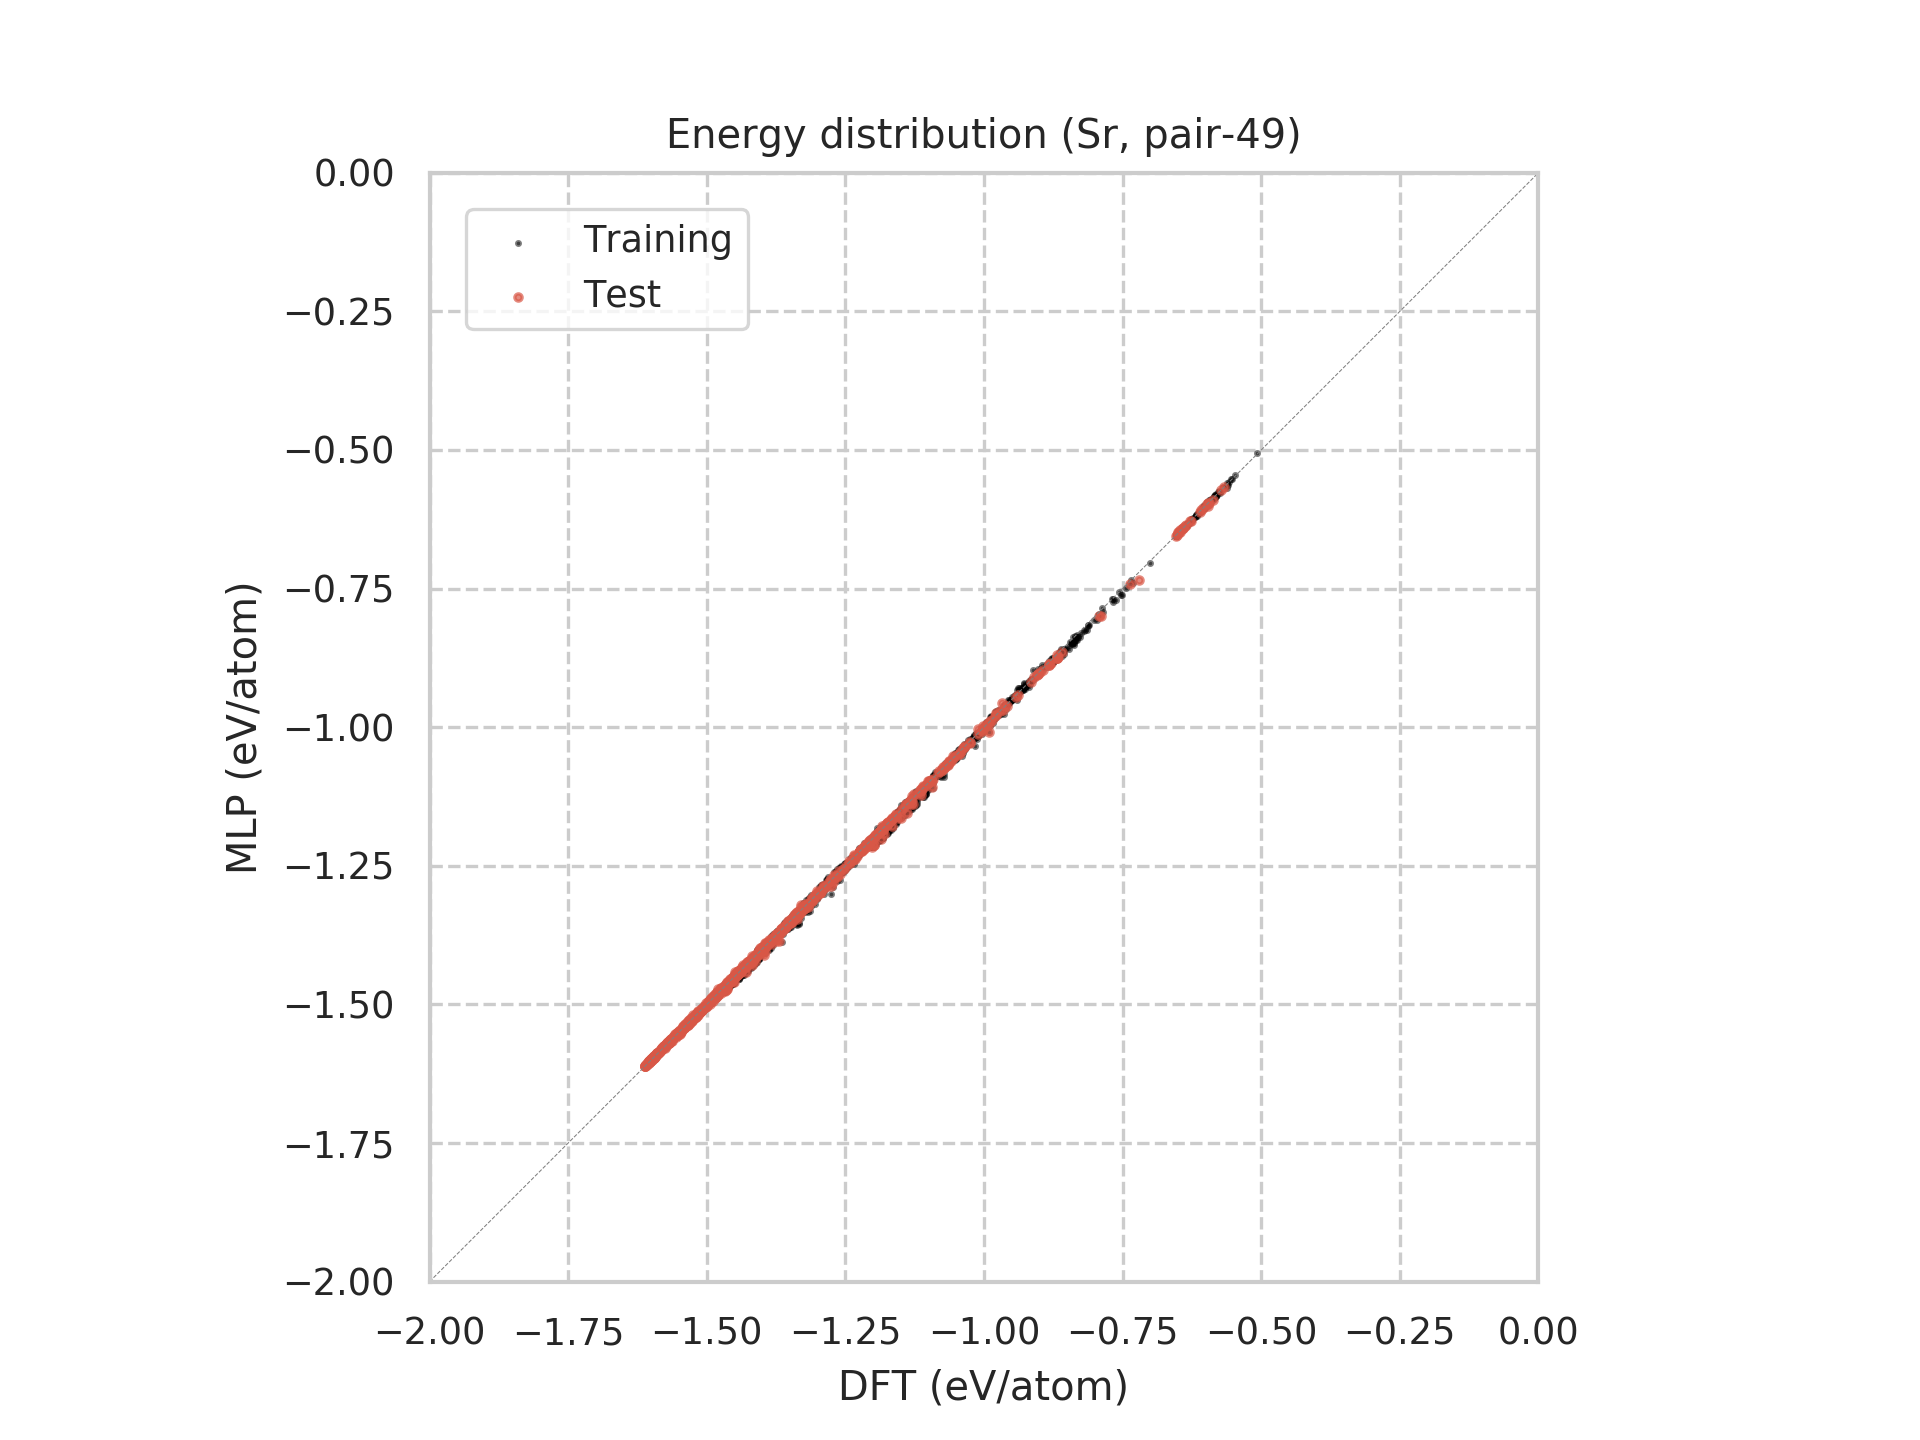 Energy distribution (Sr, pair-49)
0.00
Training
Test
−0.25
−0.50
−0.75
−1.00
−1.25
−1.50
−1.75
−2.00
MLP (eV/atom)
−2.00 −1.75 −1.50 −1.25 −1.00 −0.75 −0.50 −0.25 0.00
DFT (eV/atom)